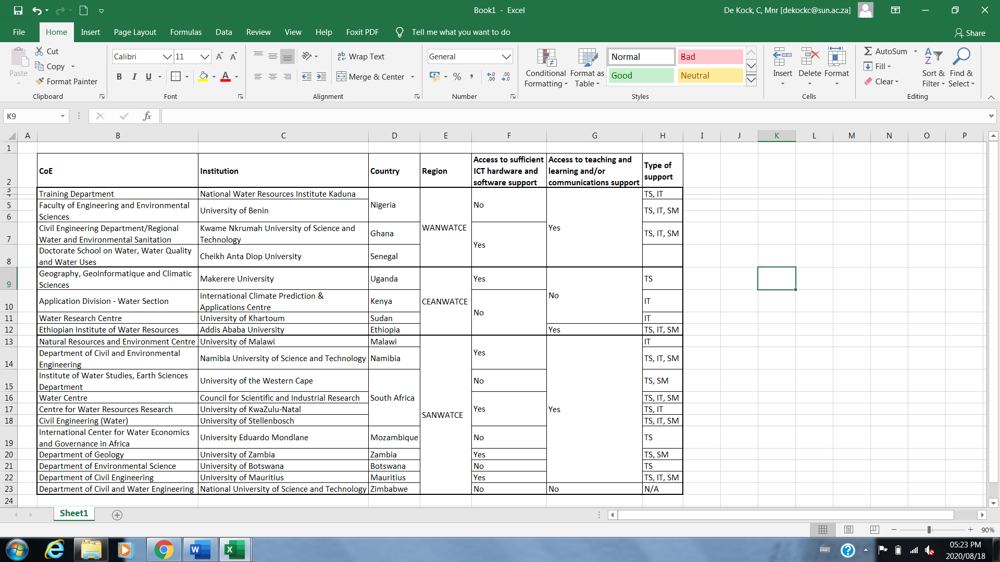 Book1 - Excel
De Kock, C, Mnr [dekockc@sun.ac.za]
File Home Insert Page Layout Formulas Data Review View Help Foxit PDF Tell me what you want to do Share
Paste Cut
Copy
Format Painter
Clipboard
Calibri 11 A A
B I U A
Font
Wrap Text
Merge & Center
Alignment
General
% , .0 .00 .00 .0
Number
Conditional Formatting
Format as Table
Normal Bad
Good Neutral
Styles
Insert Delete Format
Cells
AutoSum
Fill
Clear
Sort & Filter
Find & Select
Editing
K9 fx
A B C D E F G H I J K L M N O P
1
2
CoE Institution Country Region Access to sufficient ICT hardware and software support Access to teaching and learning and/or communications support Type of support
3
4 Training Department National Water Resources Institute Kaduna Nigeria WANWATCE No Yes TS, IT
5 Faculty of Engineering and Environmental University of Benin TS, IT, SM
6 Sciences
7 Civil Engineering Department/Regional Water and Environmental Sanitation Kwame Nkrumah University of Science and Technology Ghana Yes TS, IT, SM
8 Doctorate School on Water, Water Quality and Water Uses Cheikh Anta Diop University Senegal
9 Geography, GeoInformatique and Climatic Sciences Makerere University Uganda CEANWATCE Yes No TS
10 Application Division - Water Section International Climate Prediction & Applications Centre Kenya No IT
11 Water Research Centre University of Khartoum Sudan IT
12 Ethiopian Institute of Water Resources Addis Ababa University Ethiopia Yes TS, IT, SM
13 Natural Resources and Environment Centre University of Malawi Malawi SANWATCE Yes Yes IT
14 Department of Civil and Environmental Engineering Namibia University of Science and Technology Namibia TS, IT, SM
15 Institute of Water Studies, Earth Sciences Department University of the Western Cape South Africa No TS, SM
16 Water Centre Council for Scientific and Industrial Research Yes TS, IT, SM
17 Centre for Water Resources Research University of KwaZulu-Natal TS, IT
18 Civil Engineering (Water) University of Stellenbosch TS, IT, SM
19 International Center for Water Economics and Governance in Africa University Eduardo Mondlane Mozambique No TS
20 Department of Geology University of Zambia Zambia Yes TS, SM
21 Department of Environmental Science University of Botswana Botswana No TS
22 Department of Civil Engineering University of Mauritius Mauritius Yes TS, IT, SM
23 Department of Civil and Water Engineering National University of Science and Technology Zimbabwe No No N/A
24
Sheet1
90%
05:23 PM
2020/08/18